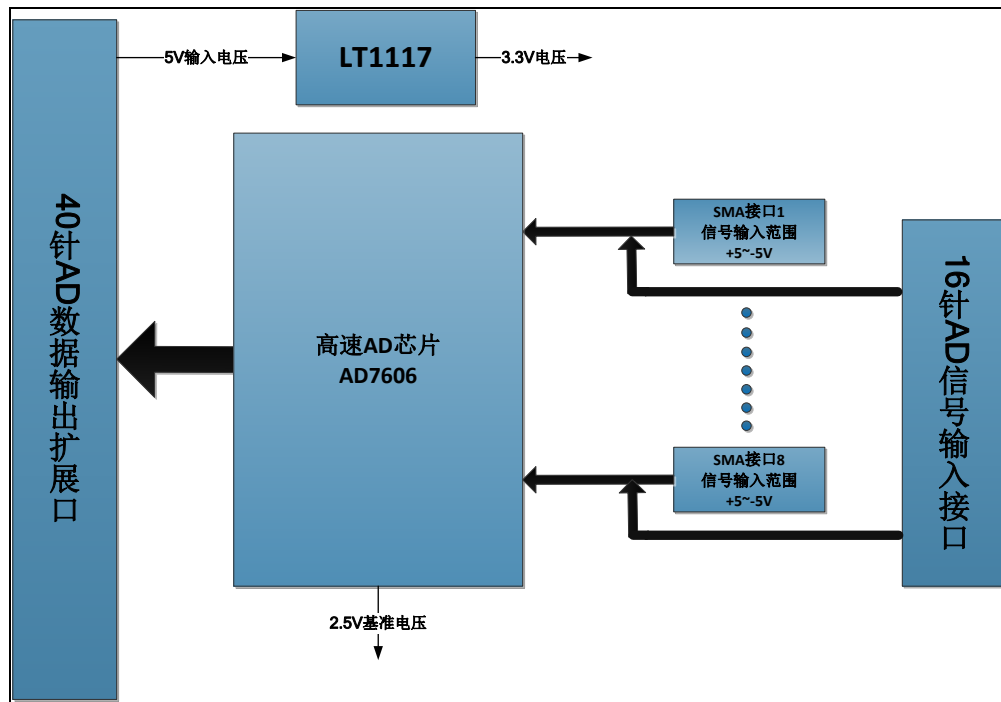 5V输入电压
LT1117
3.3V电压
40针AD数据输出扩展口
高速AD芯片
AD7606
SMA接口1
信号输入范围
+5~-5V
SMA接口8
信号输入范围
+5~-5V
16针AD信号输入接口
2.5V基准电压